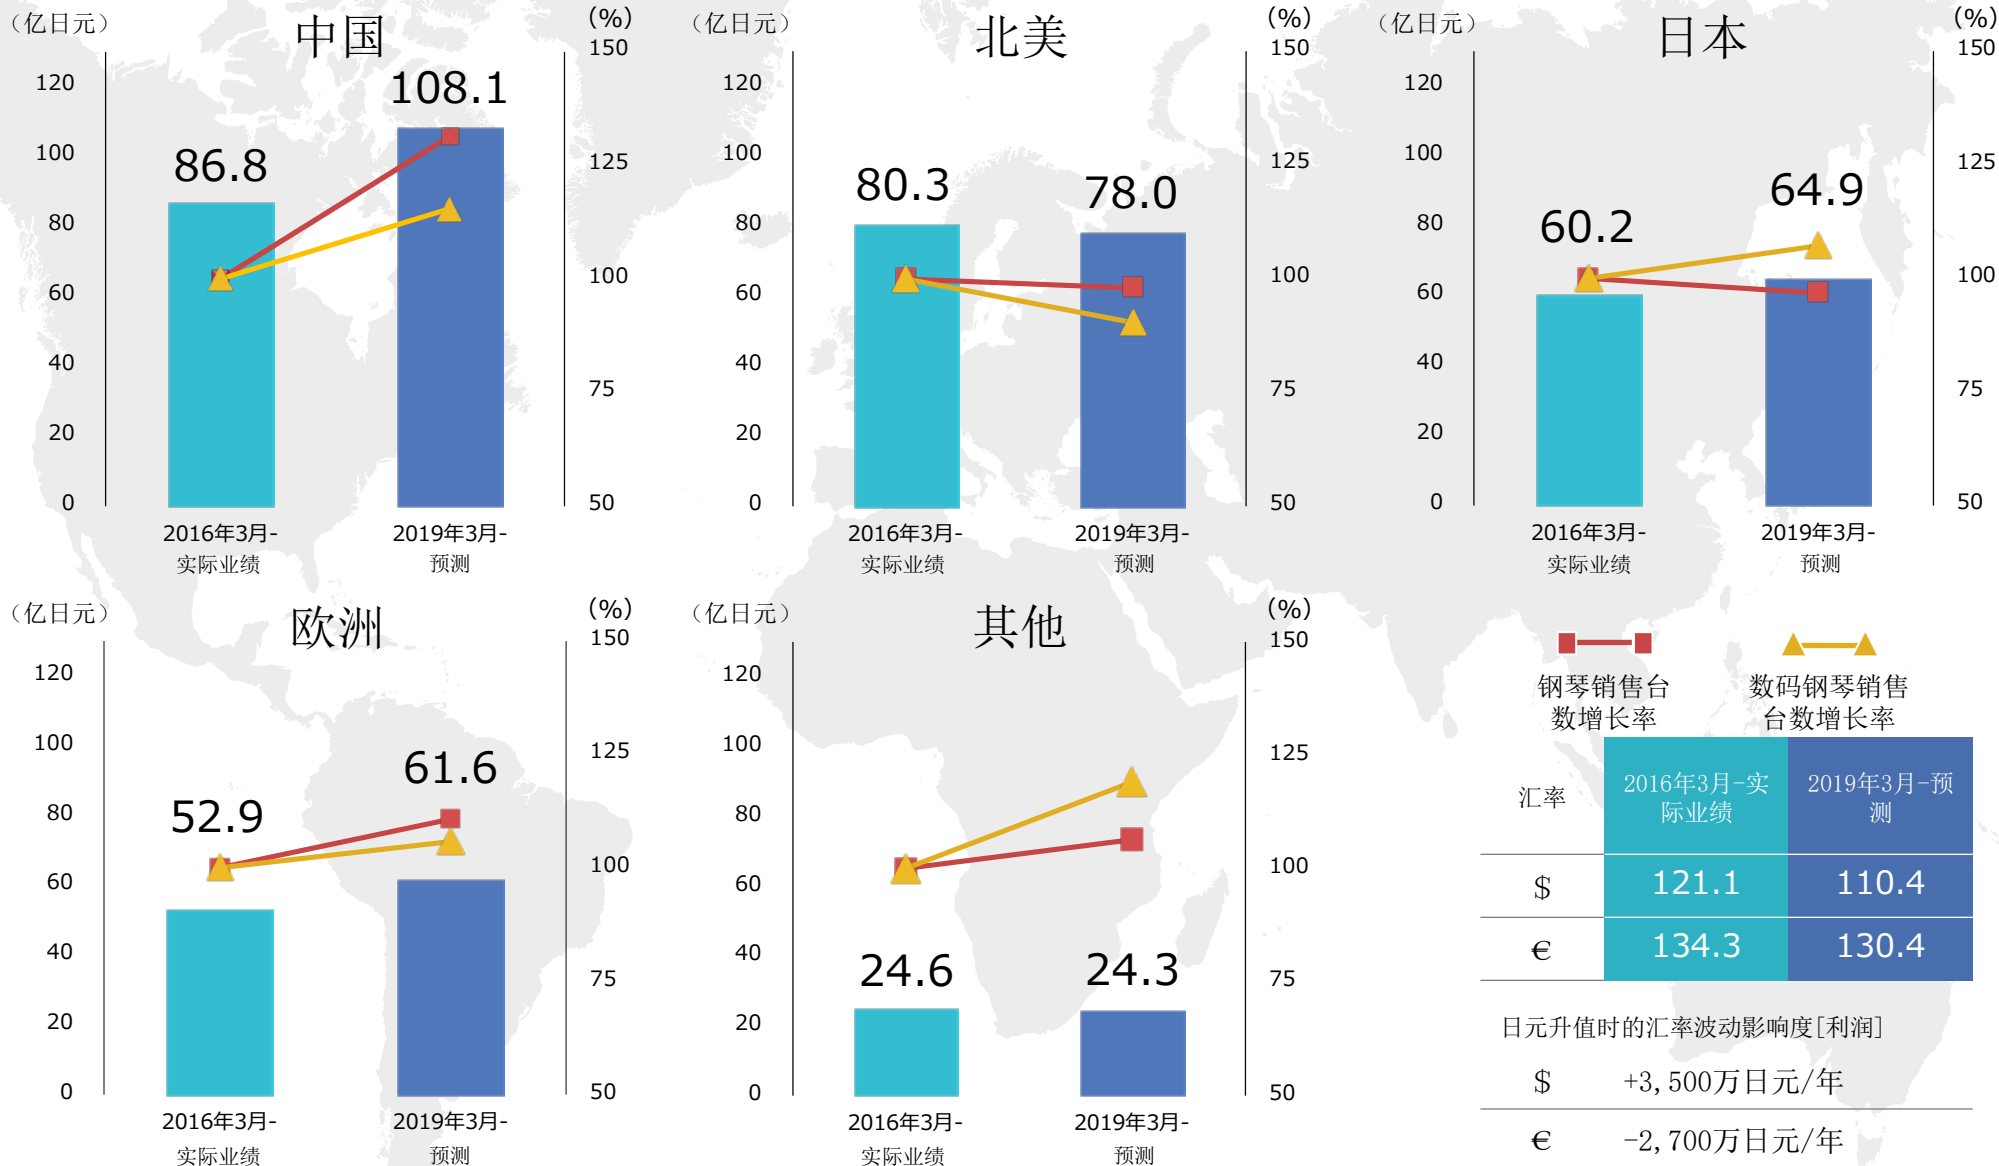 （亿日元）
中国
(%)
150
125
100
75
50
120
100
80
60
40
20
0
86.8
108.1
2016年3月-
实际业绩
2019年3月-
预测
（亿日元）
北美
(%)
150
125
100
75
50
120
100
80
60
40
20
0
80.3
78.0
2016年3月-
实际业绩
2019年3月-
预测
（亿日元）
日本
(%)
150
125
100
75
50
120
100
80
60
40
20
0
60.2
64.9
2016年3月-
实际业绩
2019年3月-
预测
（亿日元）
欧洲
(%)
150
125
100
75
50
120
100
80
60
40
20
0
52.9
61.6
2016年3月-
实际业绩
2019年3月-
预测
（亿日元）
其他
(%)
150
125
100
75
50
120
100
80
60
40
20
0
24.6
24.3
2016年3月-
实际业绩
2019年3月-
预测
钢琴销售台
数增长率
数码钢琴销售
台数增长率
汇率
2016年3月-实
际业绩
2019年3月-预
测
$ 121.1 110.4
€ 134.3 130.4
日元升值时的汇率波动影响度[利润]
$ +3,500万日元/年
€ -2,700万日元/年